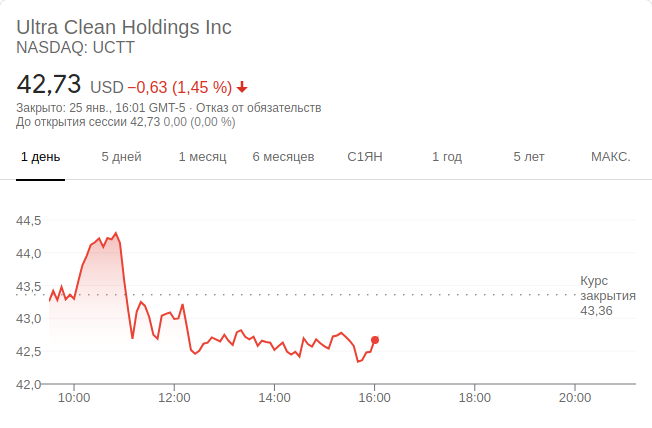 Ultra Clean Holdings Inc
NASDAQ: UCTT
42,73 USD −0,63 (1,45 %)
Закрыто: 25 янв., 16:01 GMT-5 · Отказ от обязательств
До открытия сессии 42,73 0,00 (0,00 %)
1 день 5 дней 1 месяц 6 месяцев С1ЯН 1 год 5 лет МАКС.
44,5
44,0
43,5
43,0
42,5
42,0
Курс
закрытия
43,36
10:00 12:00 14:00 16:00 18:00 20:00